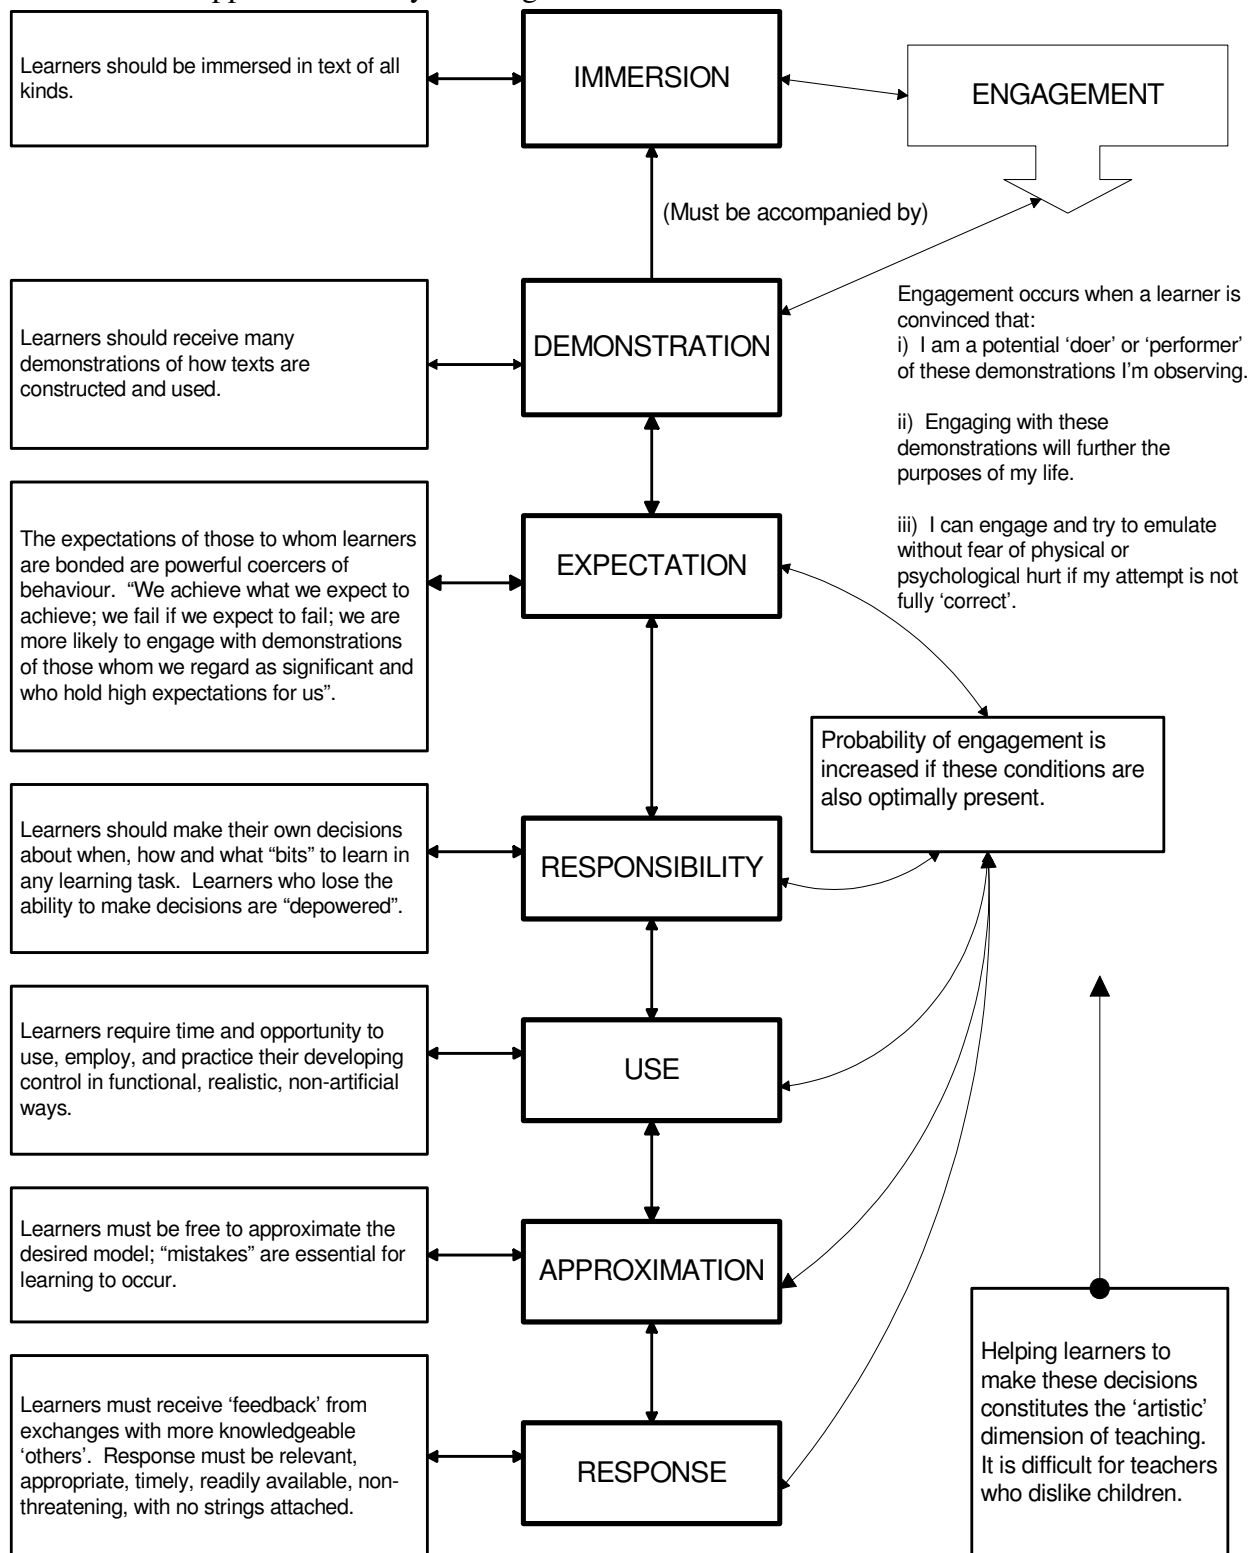 Learners should be immersed in text of all
kinds.
IMMERSION
ENGAGEMENT
(Must be accompanied by)
Learners should receive many
demonstrations of how texts are
constructed and used.
DEMONSTRATION
Engagement occurs when a learner is
convinced that:
i)  I am a potential ‘doer’ or ‘performer’
of these demonstrations I’m observing.
ii)  Engaging with these
demonstrations will further the
purposes of my life.
iii)  I can engage and try to emulate
without fear of physical or
psychological hurt if my attempt is not
fully ‘correct’.
The expectations of those to whom learners
are bonded are powerful coercers of
behaviour.  “We achieve what we expect to
achieve; we fail if we expect to fail; we are
more likely to engage with demonstrations
of those whom we regard as significant and
who hold high expectations for us”.
EXPECTATION
Probability of engagement is
increased if these conditions are
also optimally present.
Learners should make their own decisions
about when, how and what “bits” to learn in
any learning task.  Learners who lose the
ability to make decisions are “depowered”.
RESPONSIBILITY
Learners require time and opportunity to
use, employ, and practice their developing
control in functional, realistic, non-artificial
ways.
USE
Learners must be free to approximate the
desired model; “mistakes” are essential for
learning to occur.
APPROXIMATION
Learners must receive ‘feedback’ from
exchanges with more knowledgeable
‘others’.  Response must be relevant,
appropriate, timely, readily available, non-
threatening, with no strings attached.
RESPONSE
Helping learners to
make these decisions
constitutes the ‘artistic’
dimension of teaching.
It is difficult for teachers
who dislike children.